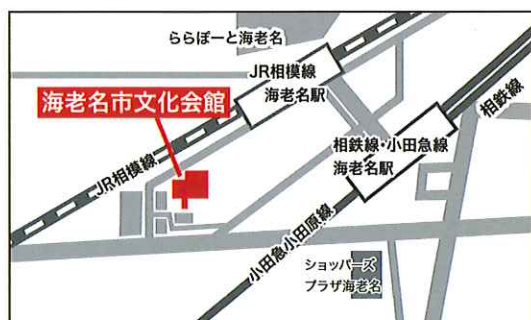 ららぽーと海老名
JR相模線
海老名駅
海老名市文化会館
相鉄線
相鉄線・小田急線
海老名駅
JR相模線
小田急小田原線
ショッパーズ
プラザ海老名